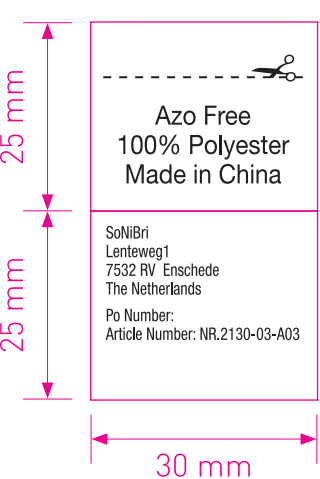 25 mm
Azo Free
100% Polyester
Made in China
25 mm
SoNiBri
Lenteweg1
7532 RV Enschede
The Netherlands
Po Number:
Article Number: NR.2130-03-A03
30 mm